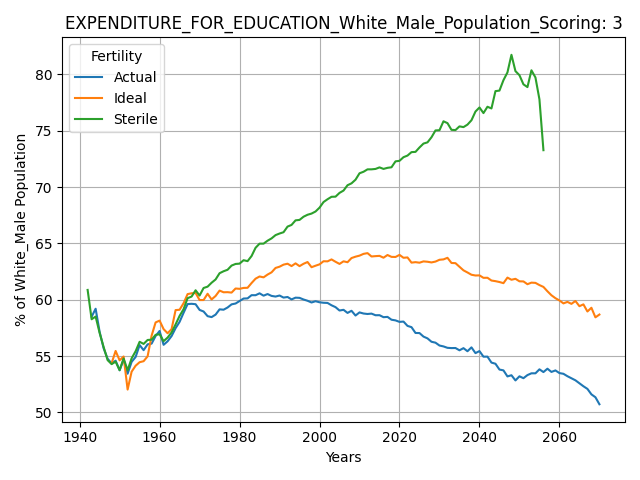 EXPENDITURE_FOR_EDUCATION_White_Male_Population_Scoring: 3
Fertility
Actual
Ideal
Sterile
% of White_Male Population
80
75
70
65
60
55
50
1940 1960 1980 2000 2020 2040 2060
Years